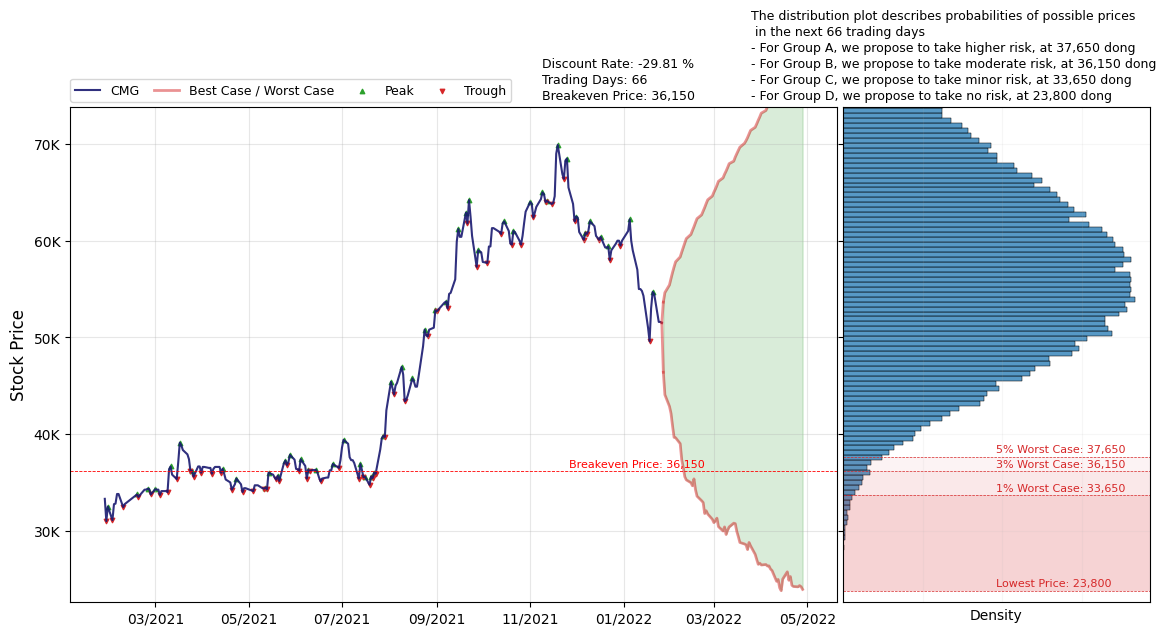 The distribution plot describes probabilities of possible prices
in the next 66 trading days
- For Group A, we propose to take higher risk, at 37,650 dong
- For Group B, we propose to take moderate risk, at 36,150 dong
- For Group C, we propose to take minor risk, at 33,650 dong
- For Group D, we propose to take no risk, at 23,800 dong
Discount Rate: -29.81 %
Trading Days: 66
Breakeven Price: 36,150
CMG
Best Case / Worst Case
Peak
Trough
Stock Price
70K
60K
50K
40K
30K
Breakeven Price: 36,150
5% Worst Case: 37,650
3% Worst Case: 36,150
1% Worst Case: 33,650
Lowest Price: 23,800
03/2021
05/2021
07/2021
09/2021
11/2021
01/2022
03/2022
05/2022
Density